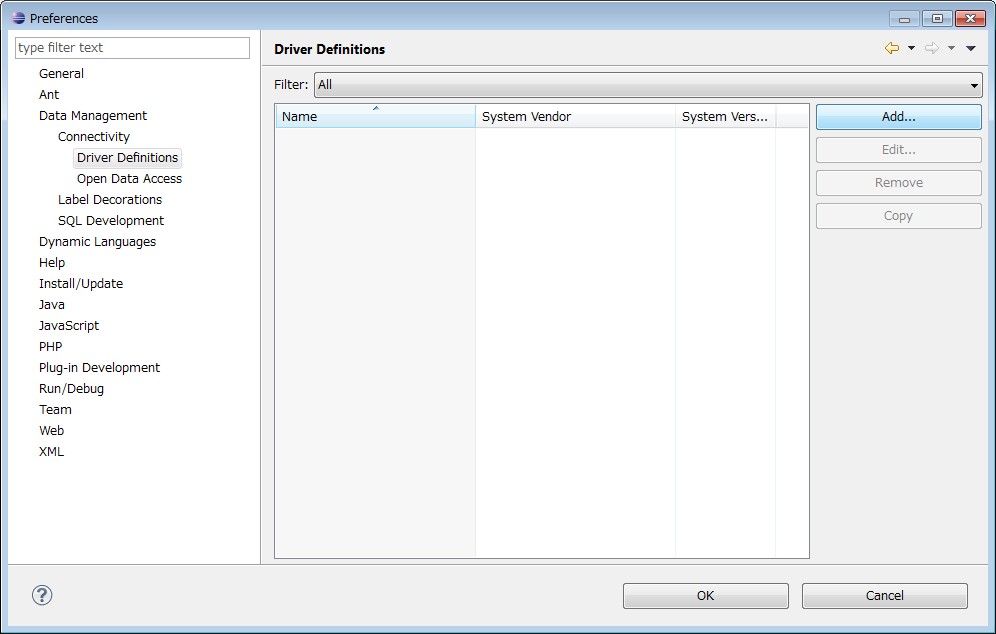 Preferences
type filter text
General
Ant
Data Management
Connectivity
Driver Definitions
Open Data Access
Label Decorations
SQL Development
Dynamic Languages
Help
Install/Update
Java
JavaScript
PHP
Plug-in Development
Run/Debug
Team
Web
XML
Driver Definitions
Filter: All
Name System Vendor System Vers...
Add...
Edit...
Remove
Copy
?
OK Cancel